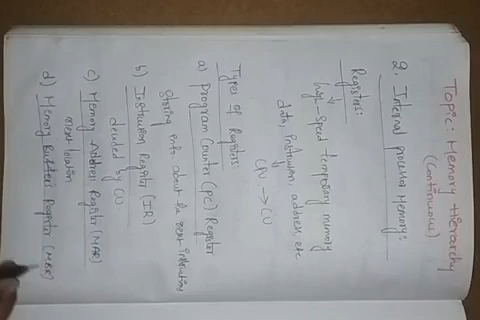 Topic: Memory Hierarchy
(Continuous)
2. Internal processor Memory:
Registers:
high-speed temporary memory
data, instruction, address, etc
CPU → CU
Types of Registers:
a) Program Counter (PC) Register
Storing info about the next instruction
b) Instruction Register (IR)
decoded by CU
c) Memory Address Register (MAR)
next location
d) Memory Buffer Register (MBR)